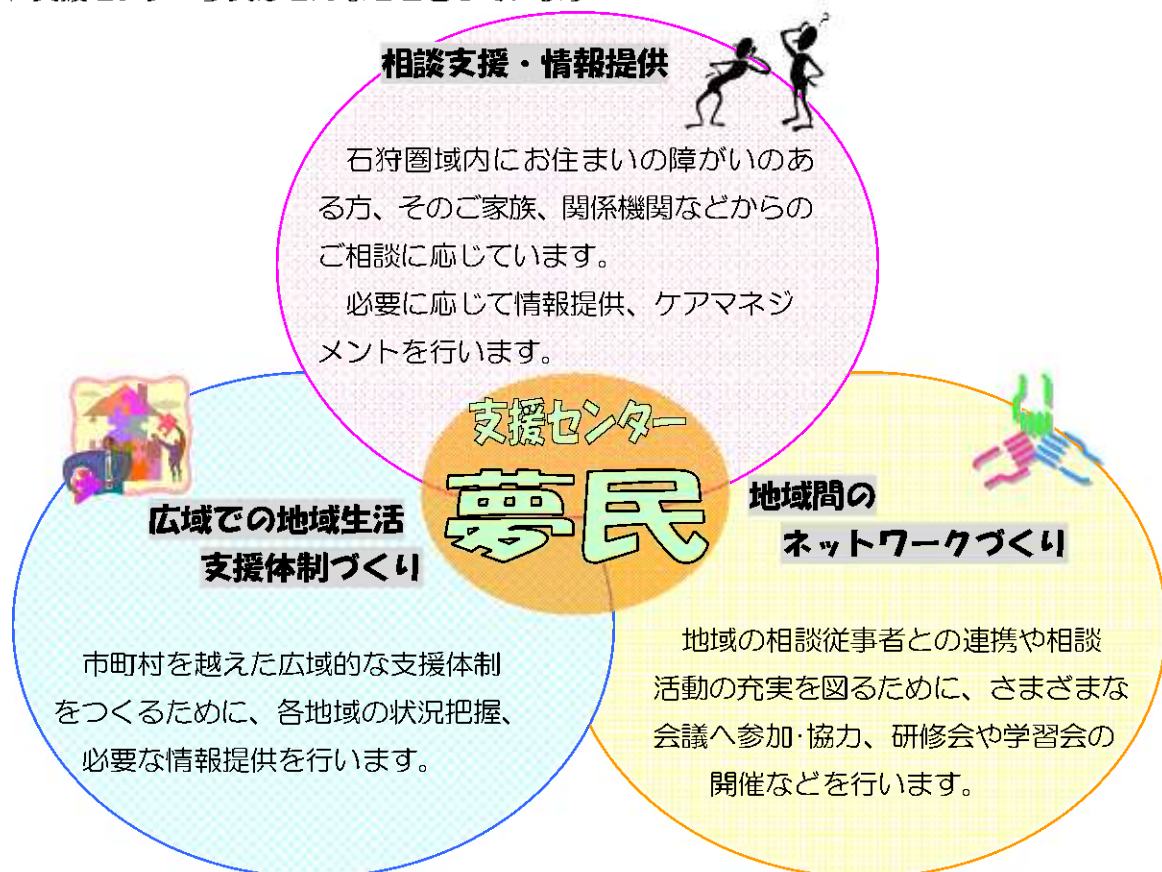 相談支援・情報提供
石狩圏域内にお住まいの障がいのあ
る方、そのご家族、関係機関などからの
ご相談に応じています。
必要に応じて情報提供、ケアマネジ
メントを行います。
支援センター
夢民
広域での地域生活
支援体制づくり
市町村を越えた広域的な支援体制
をつくるために、各地域の状況把握、
必要な情報提供を行います。
地域間の
ネットワークづくり
地域の相談従事者との連携や相談
活動の充実を図るために、さまざまな
会議へ参加・協力、研修会や学習会の
開催などを行います。